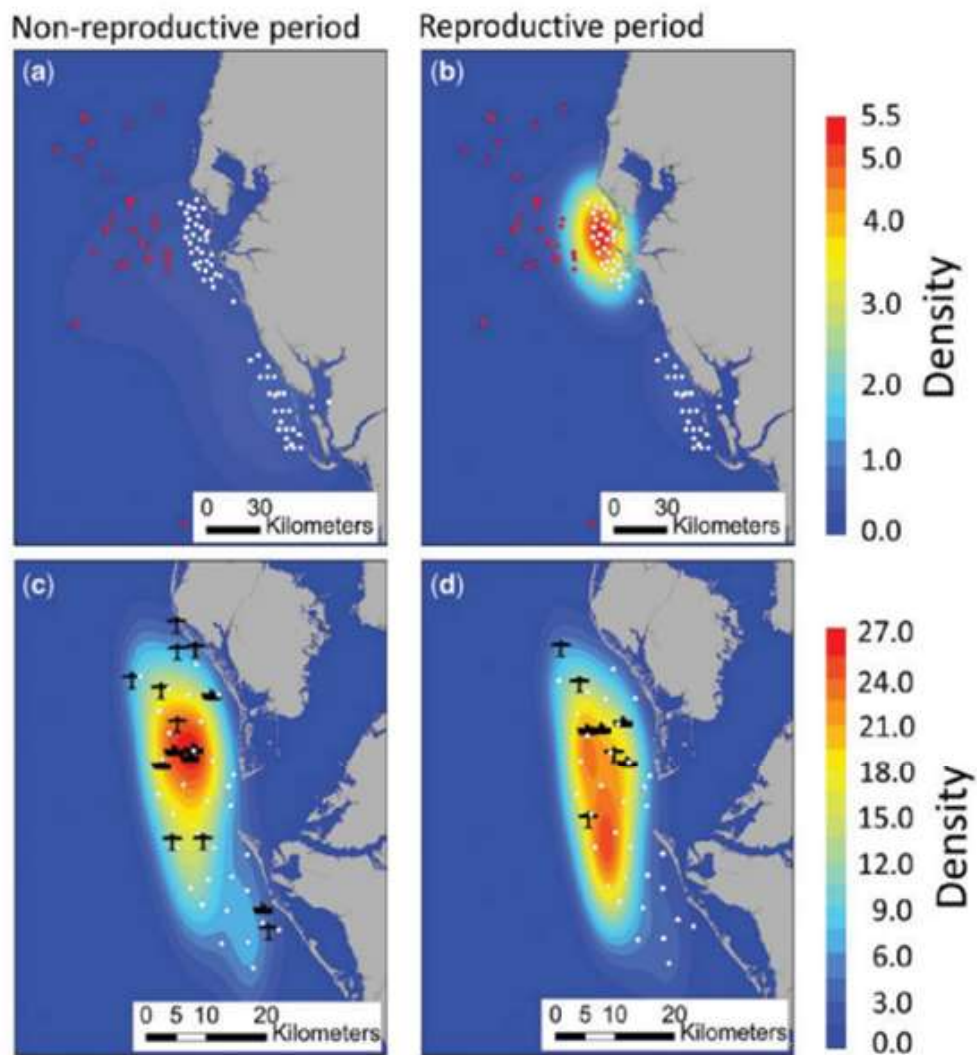 Non-reproductive period
Reproductive period
(a)
(b)
0 30
Kilometers
0 30
Kilometers
5.5
5.0
4.0
3.0
2.0
1.0
0.0
Density
(c)
(d)
0 5 10 20
Kilometers
0 5 10 20
Kilometers
27.0
24.0
21.0
18.0
15.0
12.0
9.0
6.0
3.0
0.0
Density